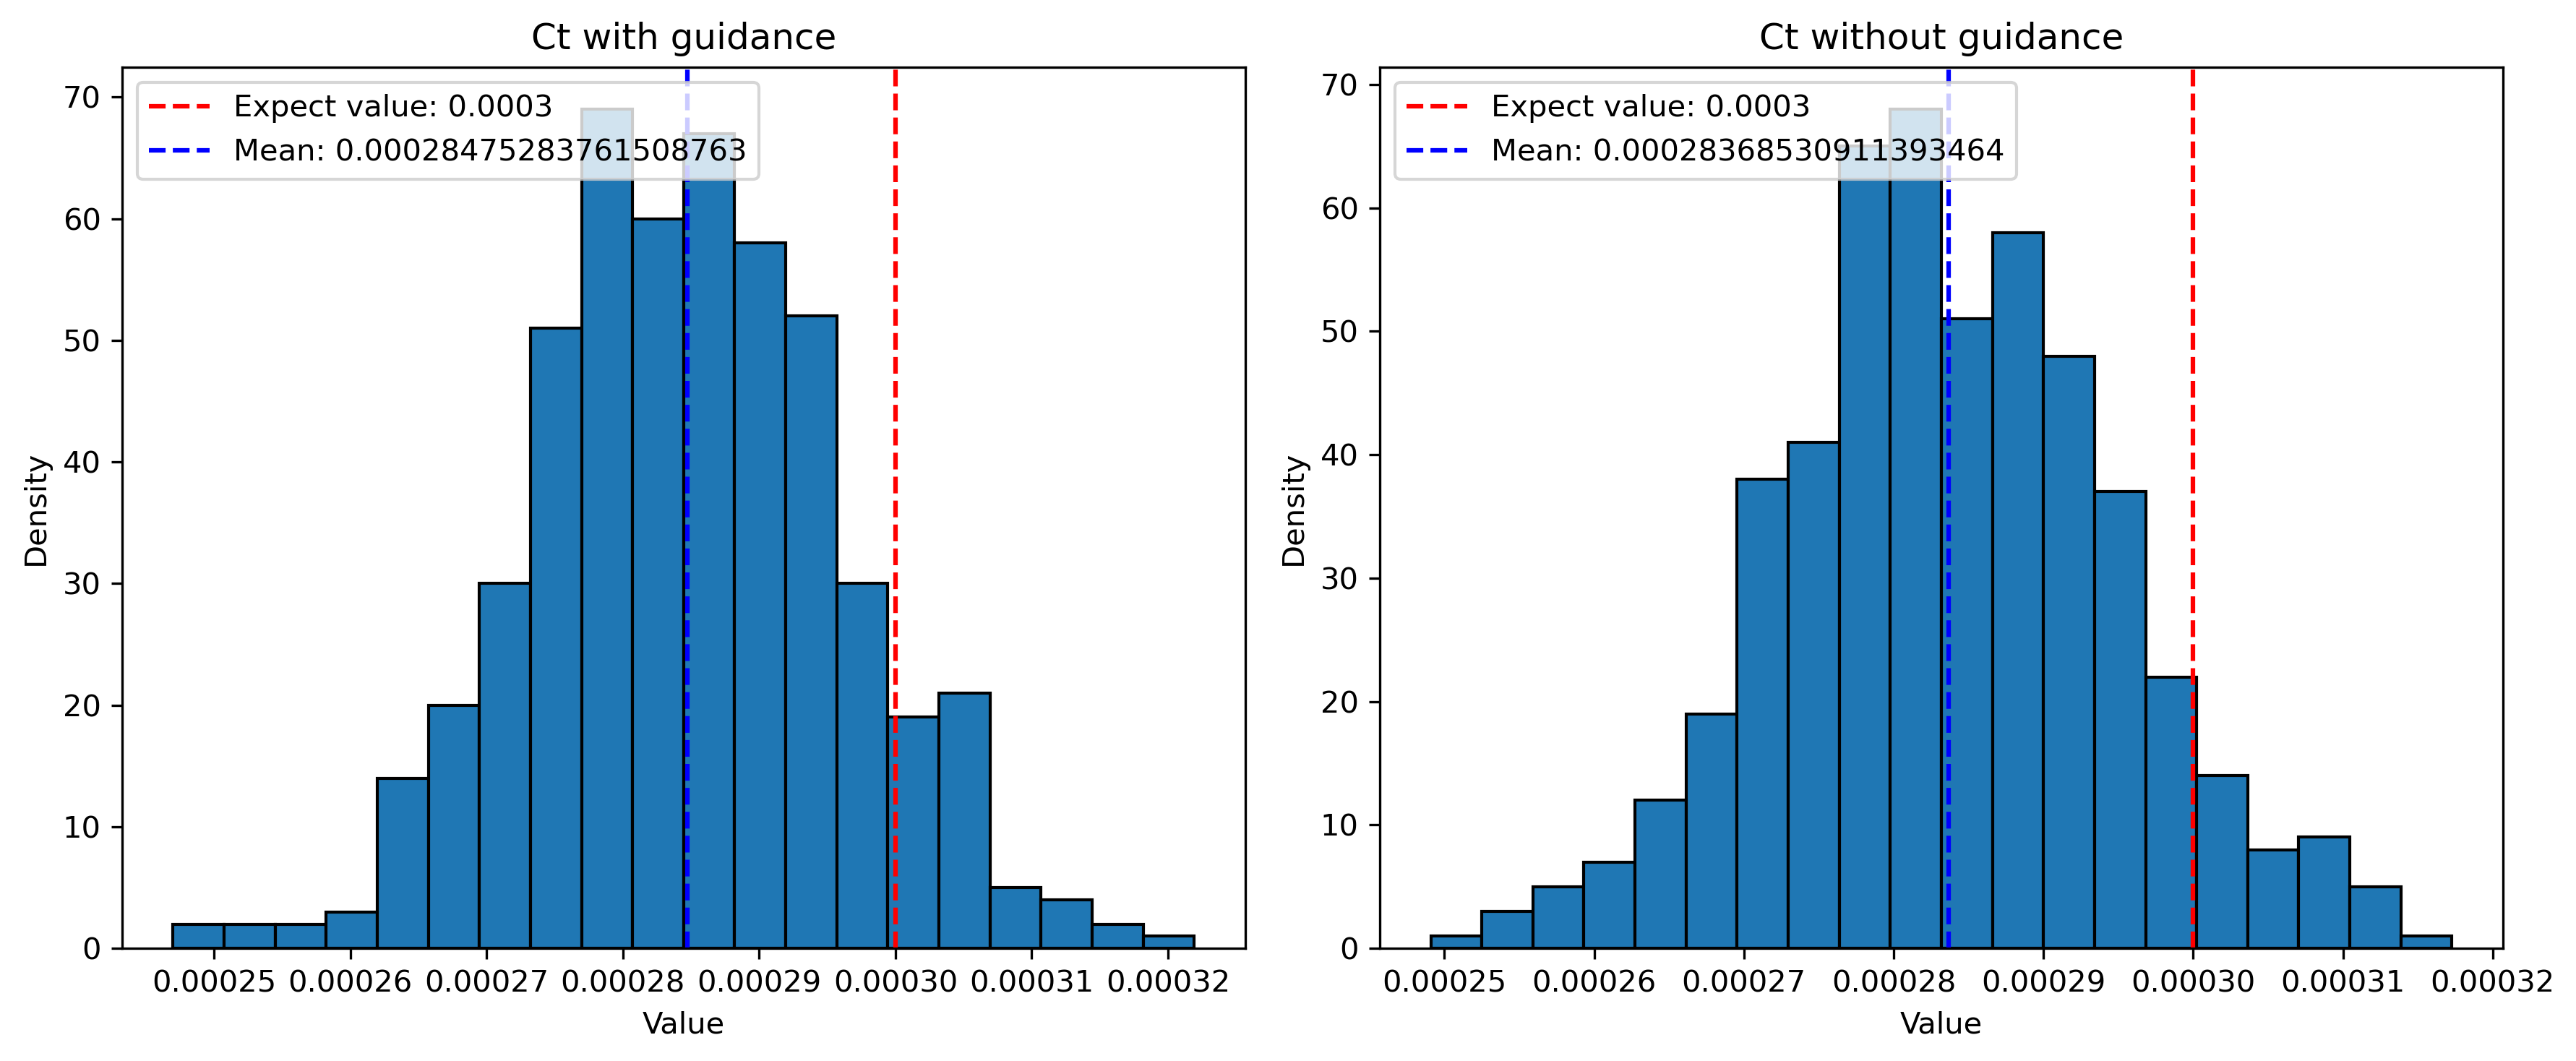 Ct with guidance
Expect value: 0.0003
Mean: 0.00028475283761508763
70
60
50
40
30
20
10
0
Density
0.00025 0.00026 0.00027 0.00028 0.00029 0.00030 0.00031 0.00032
Value
Ct without guidance
Expect value: 0.0003
Mean: 0.00028368530911393464
70
60
50
40
30
20
10
0
Density
0.00025 0.00026 0.00027 0.00028 0.00029 0.00030 0.00031 0.00032
Value